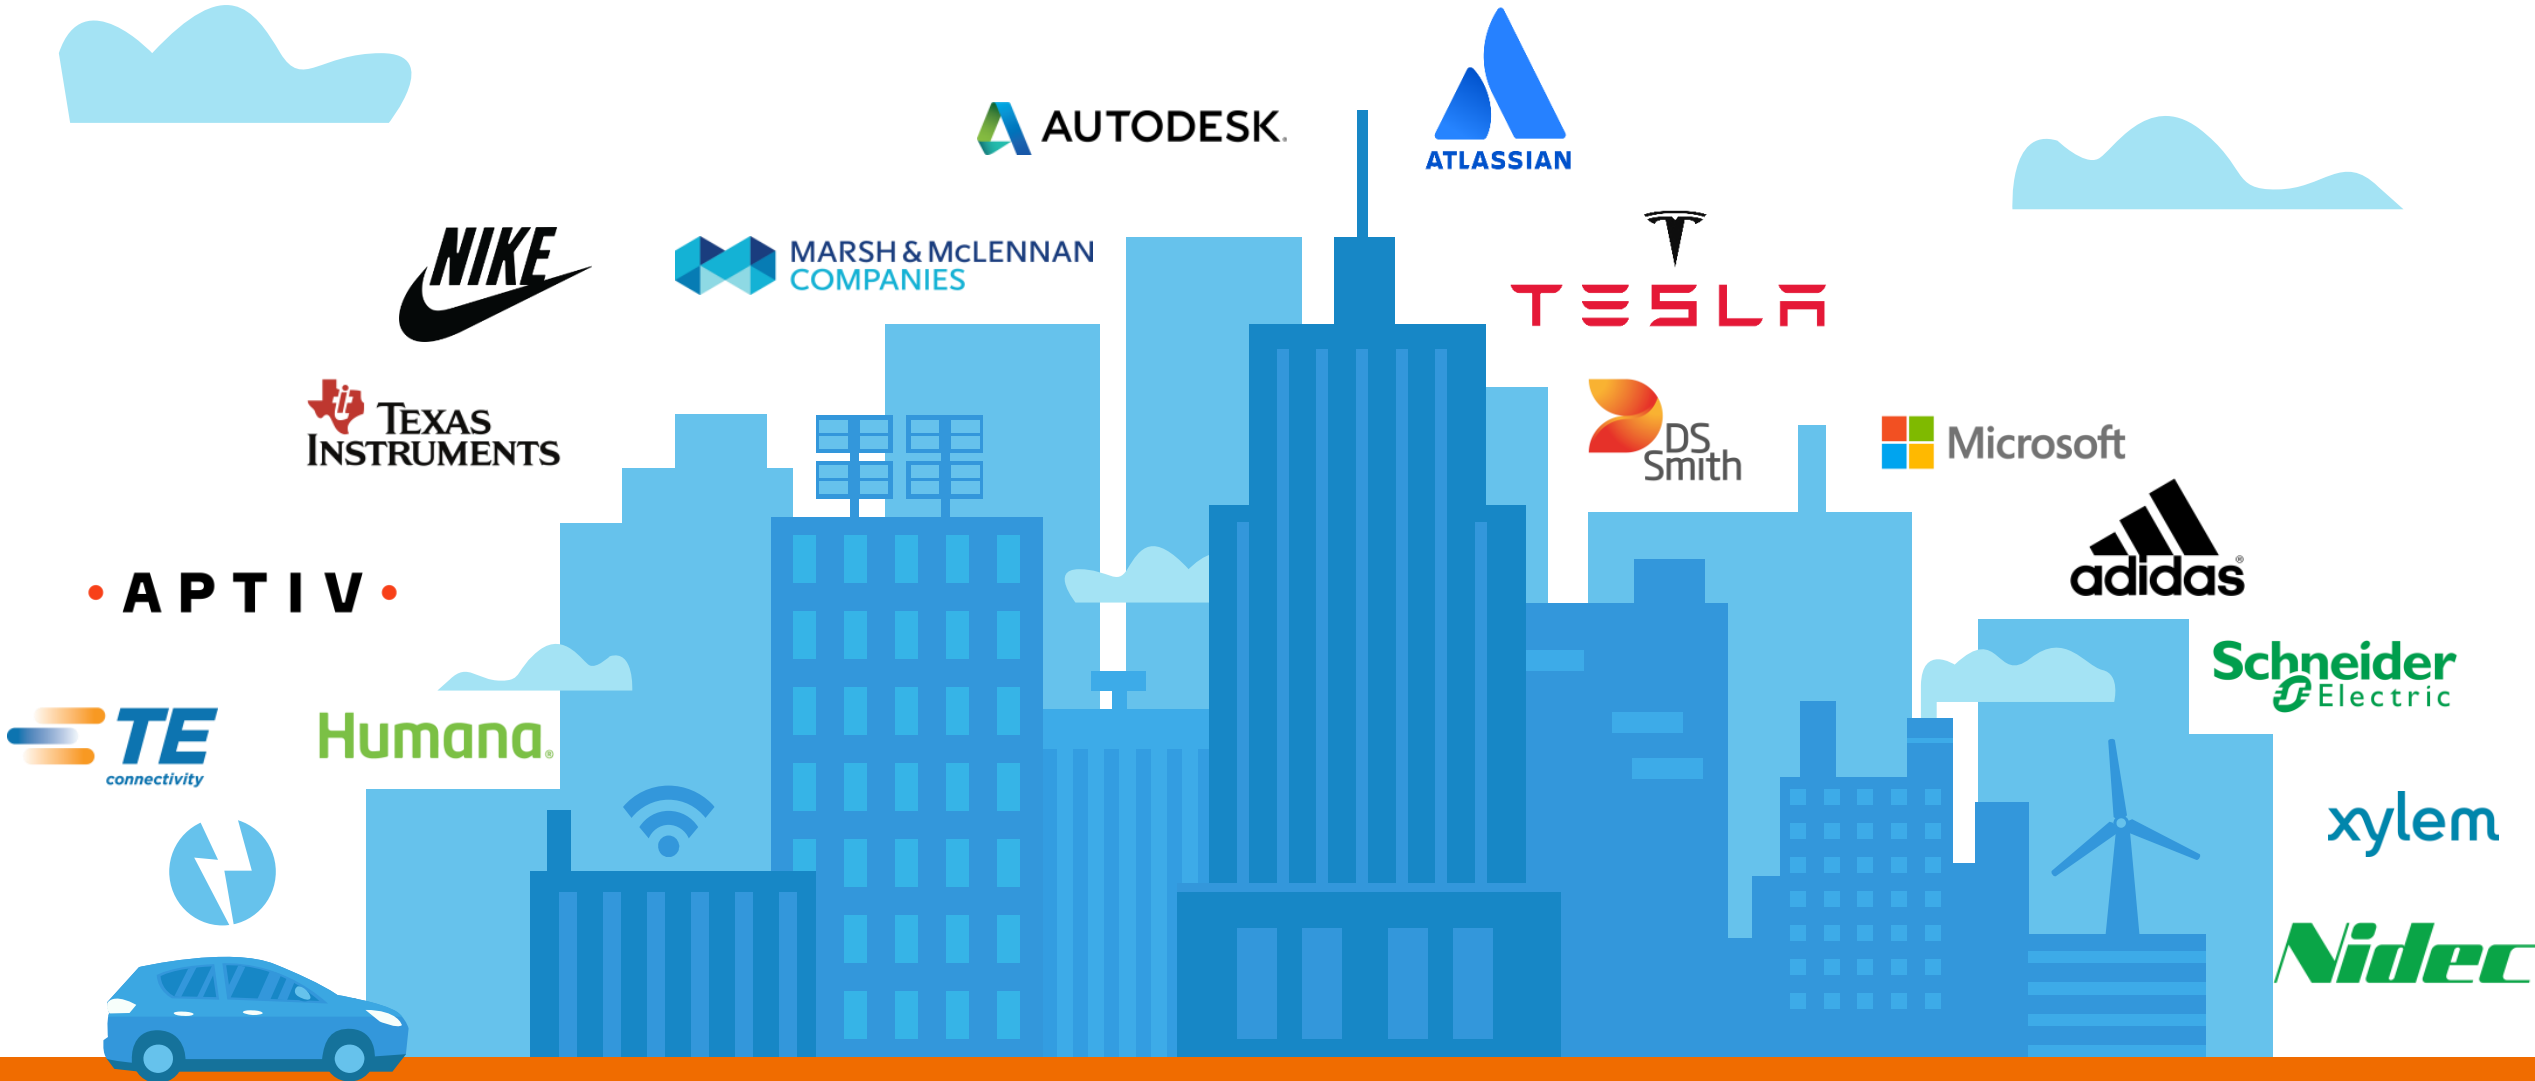 AUTODESK.
ATLASSIAN
NIKE
MARSH & McLENNAN
COMPANIES
TESLA
TEXAS
INSTRUMENTS
DS
Smith
Microsoft
adidas®
APTIV
Schneider
Electric
TE
connectivity
Humana®
xylem
Nidec